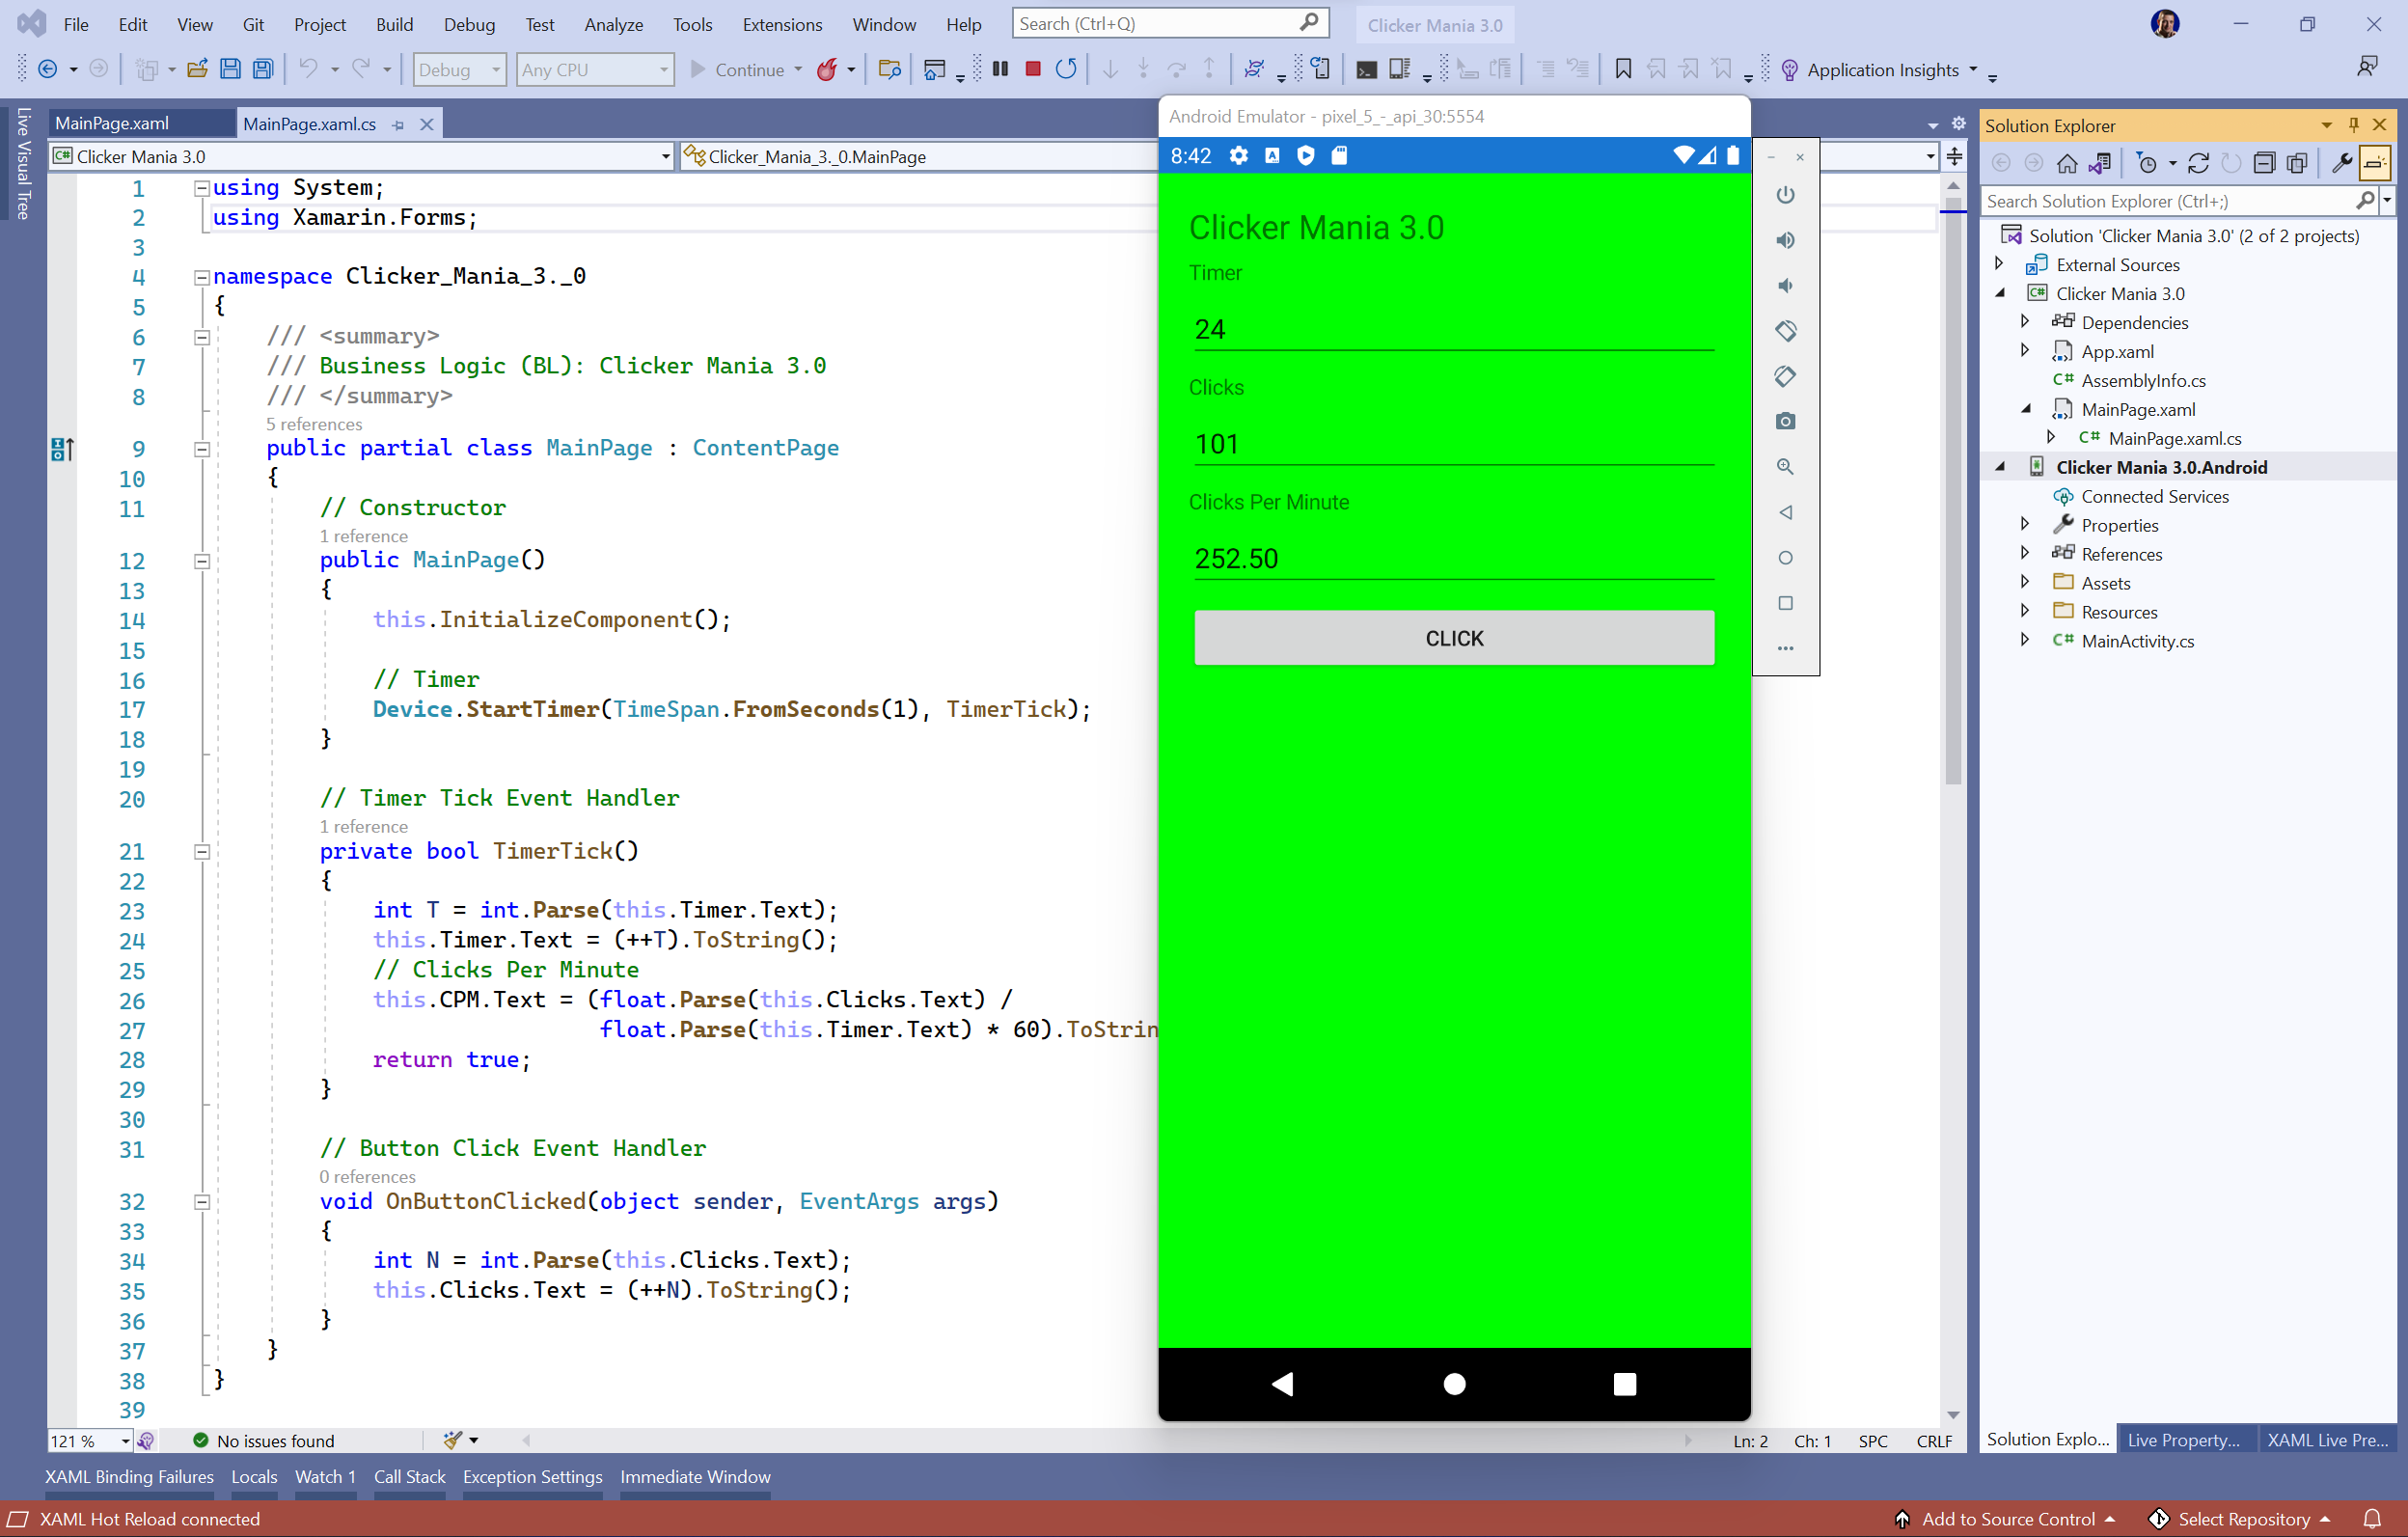 File Edit View Git Project Build Debug Test Analyze Tools Extensions Window Help Search (Ctrl+Q) Clicker Mania 3.0
Debug Any CPU Continue Application Insights
Live Visual Tree
MainPage.xaml MainPage.xaml.cs
Clicker Mania 3.0 Clicker_Mania_3._0.MainPage
1 using System;
2 using Xamarin.Forms;
3
4 namespace Clicker_Mania_3._0
5 {
6 /// <summary>
7 /// Business Logic (BL): Clicker Mania 3.0
8 /// </summary>
5 references
9 public partial class MainPage : ContentPage
10 {
11 // Constructor
1 reference
12 public MainPage()
13 {
14 this.InitializeComponent();
15
16 // Timer
17 Device.StartTimer(TimeSpan.FromSeconds(1), TimerTick);
18 }
19
20 // Timer Tick Event Handler
1 reference
21 private bool TimerTick()
22 {
23 int T = int.Parse(this.Timer.Text);
24 this.Timer.Text = (++T).ToString();
25 // Clicks Per Minute
26 this.CPM.Text = (float.Parse(this.Clicks.Text) /
27 float.Parse(this.Timer.Text) * 60).ToStrin
28 return true;
29 }
30
31 // Button Click Event Handler
0 references
32 void OnButtonClicked(object sender, EventArgs args)
33 {
34 int N = int.Parse(this.Clicks.Text);
35 this.Clicks.Text = (++N).ToString();
36 }
37 }
38 }
39
121 % No issues found Ln: 2 Ch: 1 SPC CRLF
Android Emulator - pixel_5_-_api_30:5554
8:42
Clicker Mania 3.0
Timer
24
Clicks
101
Clicks Per Minute
252.50
CLICK
Solution Explorer
Search Solution Explorer (Ctrl+;)
Solution 'Clicker Mania 3.0' (2 of 2 projects)
External Sources
C# Clicker Mania 3.0
Dependencies
App.xaml
C# AssemblyInfo.cs
MainPage.xaml
C# MainPage.xaml.cs
Clicker Mania 3.0.Android
Connected Services
Properties
References
Assets
Resources
C# MainActivity.cs
Solution Explo... Live Property... XAML Live Pre...
XAML Binding Failures Locals Watch 1 Call Stack Exception Settings Immediate Window
XAML Hot Reload connected Add to Source Control Select Repository